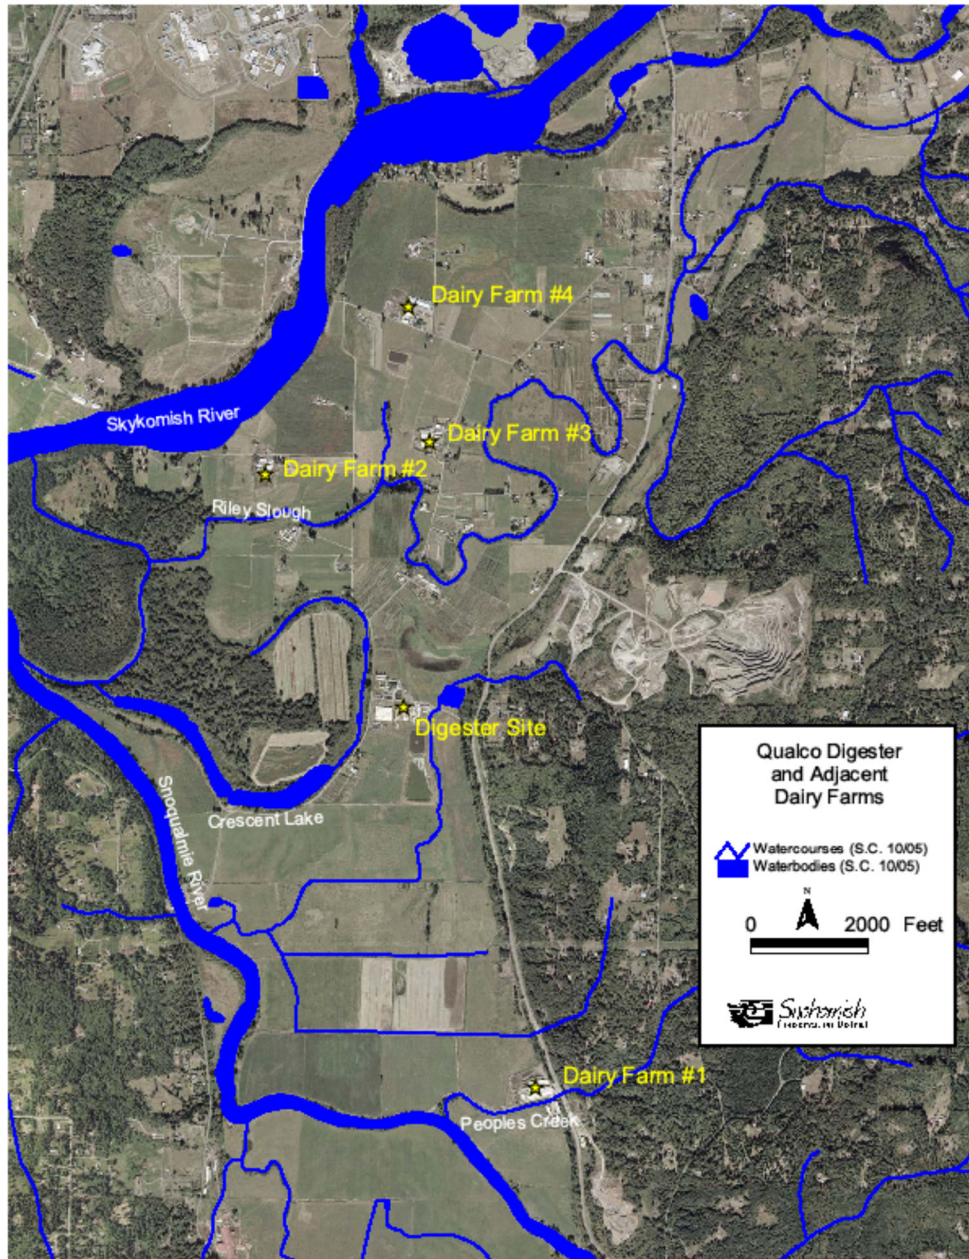 Dairy Farm #4
Skykomish River
Dairy Farm #3
Dairy Farm #2
Riley Slough
Digester Site
Snoqualmie River
Crescent Lake
Dairy Farm #1
Peoples Creek
Qualco Digester
and Adjacent
Dairy Farms
Watercourses (S.C. 10/05)
Waterbodies (S.C. 10/05)
N
0 2000 Feet